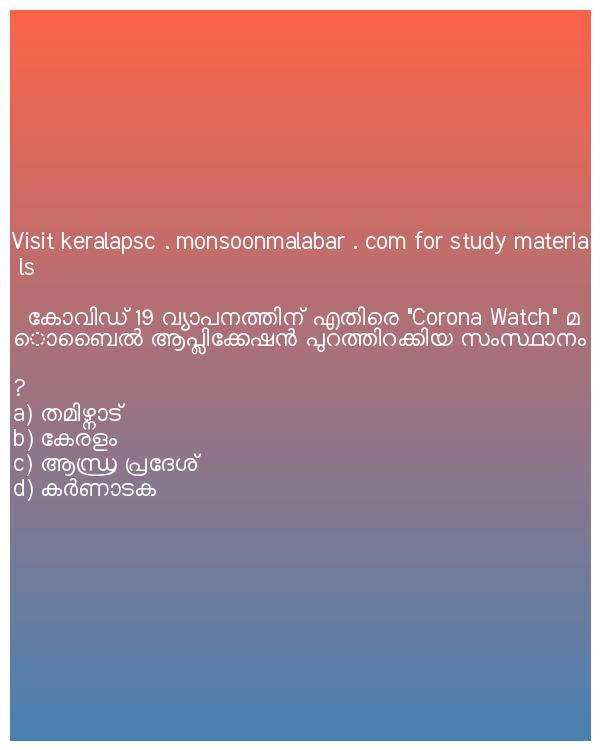 Visit keralapsc . monsoonmalabar . com for study materia
ls
കോവിഡ് 19 വ്യാപനത്തിന് എതിരെ "Corona Watch" മ
ൊബൈൽ ആപ്ലിക്കേഷൻ പുറത്തിറക്കിയ സംസ്ഥാനം
?
a) തമിഴ്നാട്
b) കേരളം
c) ആന്ധ്ര പ്രദേശ്
d) കർണാടക